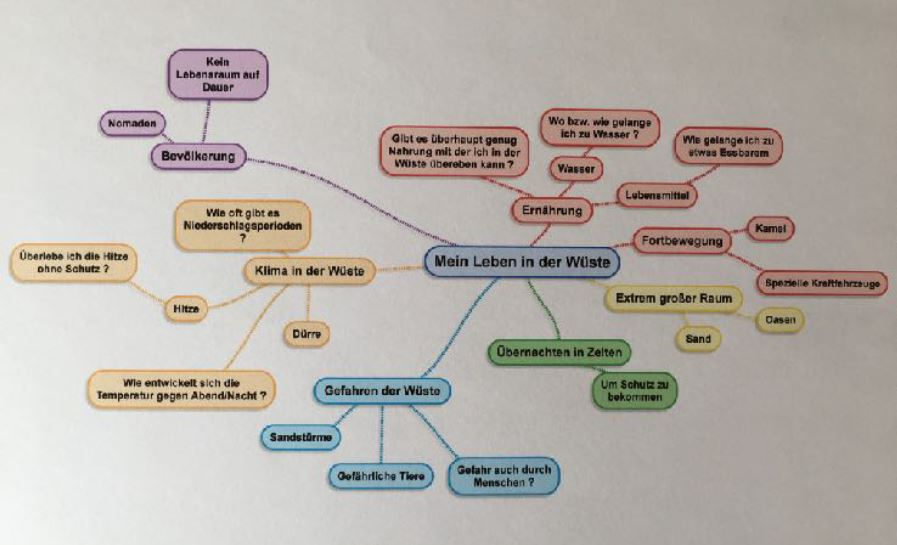 Kein
Lebensraum auf
Dauer
Nomaden
Bevölkerung
Gibt es überhaupt genug
Nahrung mit der ich in der
Wüste übereben kann ?
Wo bzw. wie gelange
ich zu Wasser ?
Wasser
Wie gelange ich zu
etwas Essbarem
Lebensmittel
Ernährung
Wie oft gibt es
Niederschlagsperioden
?
Überlebe ich die Hitze
ohne Schutz ?
Klima in der Wüste
Hitze
Dürre
Wie entwickelt sich die
Temperatur gegen Abend/Nacht ?
Mein Leben in der Wüste
Fortbewegung
Kamel
Spezielle Kraftfahrzeuge
Extrem großer Raum
Oasen
Sand
Übernachten in Zelten
Um Schutz zu
bekommen
Gefahren der Wüste
Sandstürme
Gefährliche Tiere
Gefahr auch durch
Menschen ?